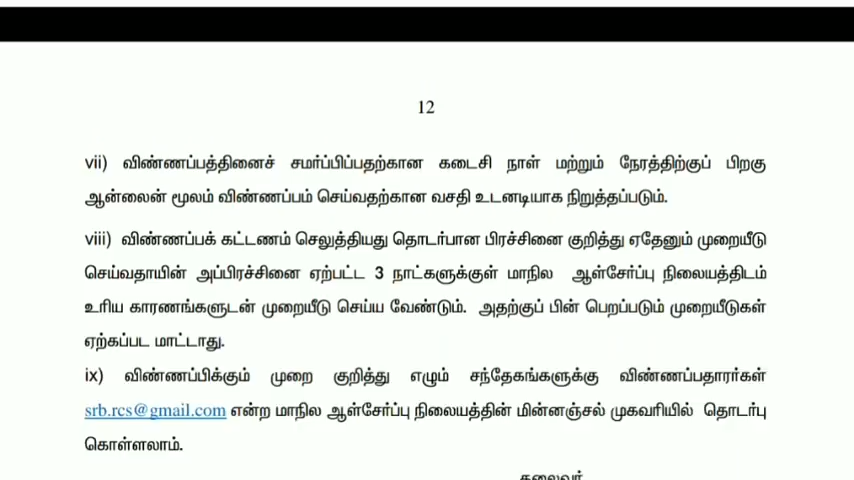 12
vii) விண்ணப்பத்தினைச் சமர்ப்பிப்பதற்கான கடைசி நாள் மற்றும் நேரத்திற்குப் பிறகு
ஆன்லைன் மூலம் விண்ணப்பம் செய்வதற்கான வசதி உடனடியாக நிறுத்தப்படும்.
viii) விண்ணப்பக் கட்டணம் செலுத்தியது தொடர்பான பிரச்சினை குறித்து ஏதேனும் முறையீடு
செய்வதாயின் அப்பிரச்சினை ஏற்பட்ட 3 நாட்களுக்குள் மாநில ஆள்சேர்ப்பு நிலையத்திடம்
உரிய காரணங்களுடன் முறையீடு செய்ய வேண்டும். அதற்குப் பின் பெறப்படும் முறையீடுகள்
ஏற்கப்பட மாட்டாது.
ix) விண்ணப்பிக்கும் முறை குறித்து எழும் சந்தேகங்களுக்கு விண்ணப்பதாரர்கள்
srb.rcs@gmail.com என்ற மாநில ஆள்சேர்ப்பு நிலையத்தின் மின்னஞ்சல் முகவரியில் தொடர்பு
கொள்ளலாம்.
தலைவர்